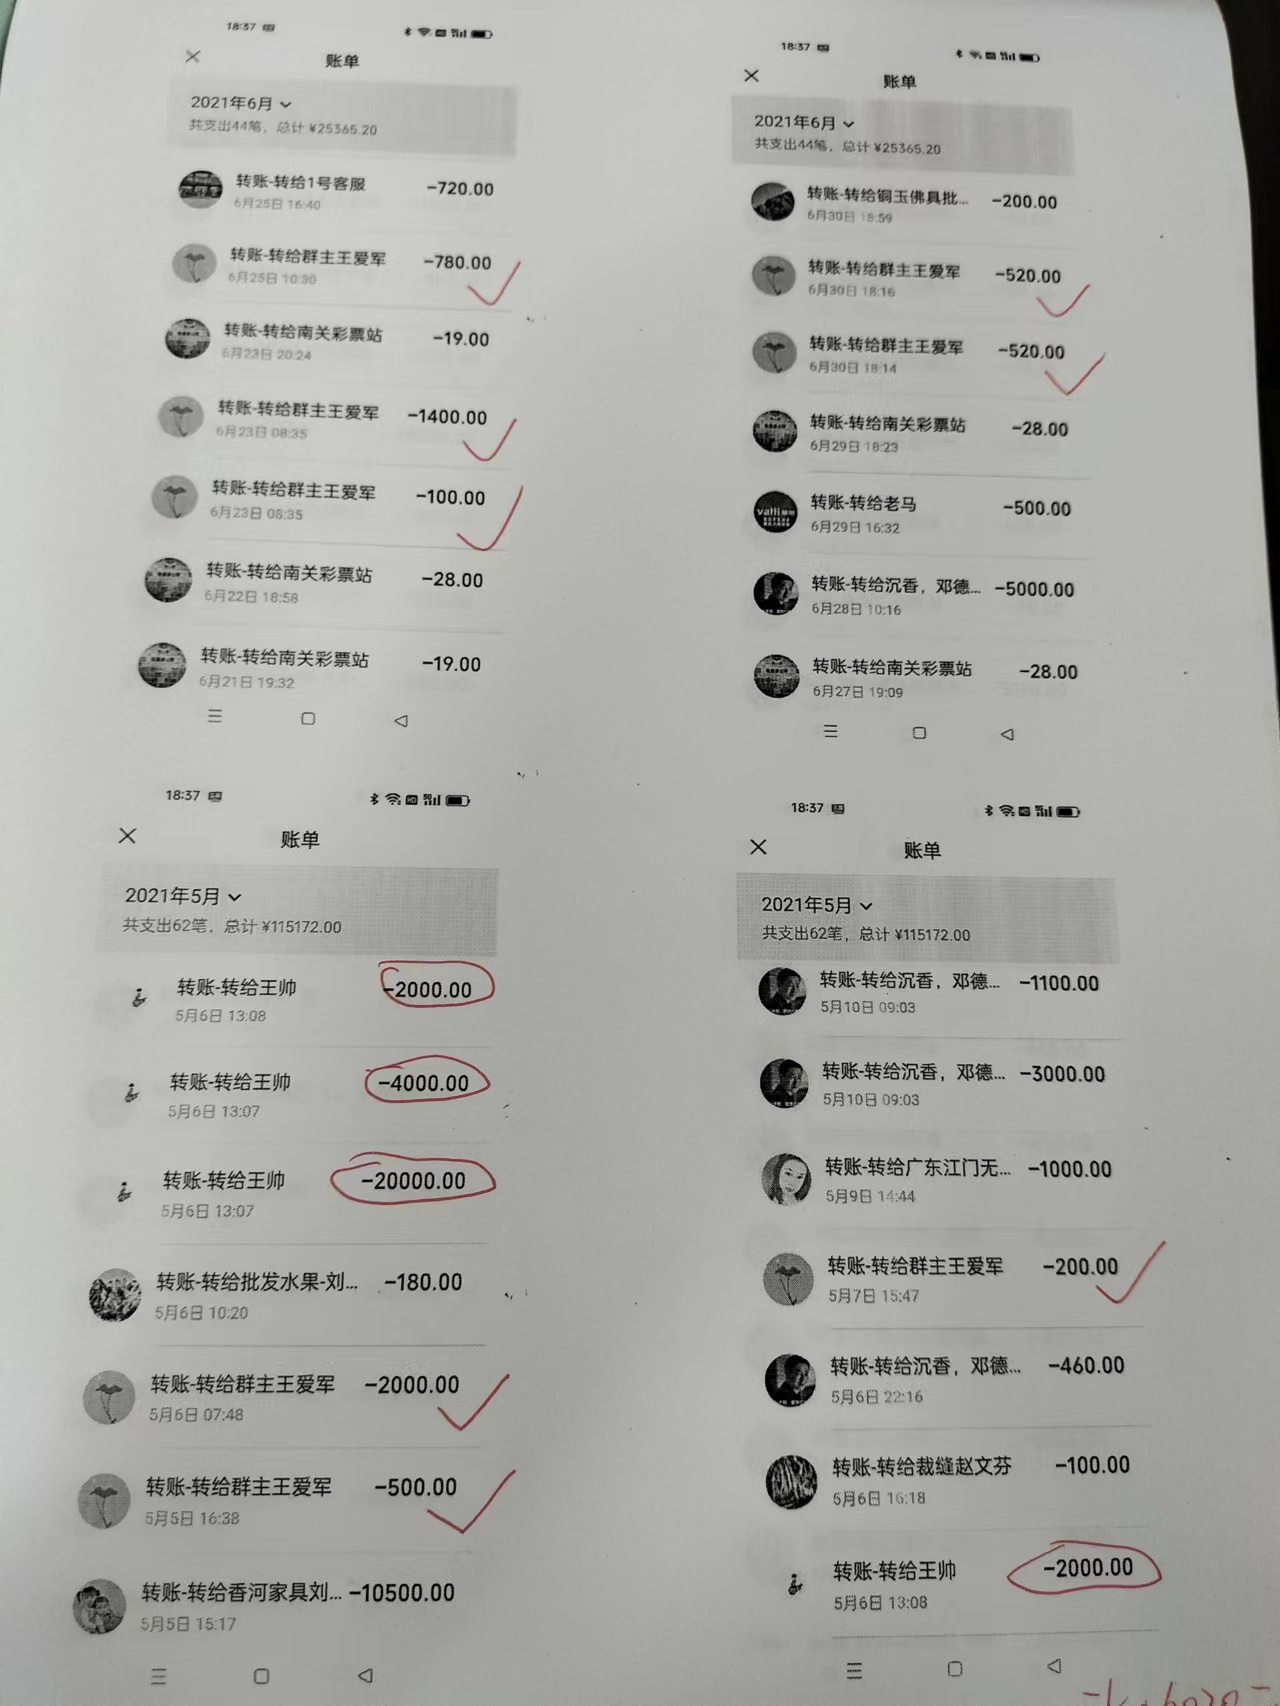 18:37
账单
2021年6月
共支出44笔，总计 ¥25365.20
转账-转给1号客服 -720.00
6月25日 16:40
转账-转给群主王爱军 -780.00
6月25日 10:30
转账-转给南关彩票站 -19.00
6月23日 20:24
转账-转给群主王爱军 -1400.00
6月23日 08:35
转账-转给群主王爱军 -100.00
6月23日 08:35
转账-转给南关彩票站 -28.00
6月22日 18:58
转账-转给南关彩票站 -19.00
6月21日 19:32
18:37
账单
2021年6月
共支出44笔，总计 ¥25365.20
转账-转给铜玉佛具批... -200.00
6月30日 18:59
转账-转给群主王爱军 -520.00
6月30日 18:16
转账-转给群主王爱军 -520.00
6月30日 18:14
转账-转给南关彩票站 -28.00
6月29日 18:23
转账-转给老马 -500.00
6月29日 16:32
转账-转给沉香，邓德... -5000.00
6月28日 10:16
转账-转给南关彩票站 -28.00
6月27日 19:09
18:37
账单
2021年5月
共支出62笔，总计 ¥115172.00
转账-转给王帅 -2000.00
5月6日 13:08
转账-转给王帅 -4000.00
5月6日 13:07
转账-转给王帅 -20000.00
5月6日 13:07
转账-转给批发水果-刘... -180.00
5月6日 10:20
转账-转给群主王爱军 -2000.00
5月6日 07:48
转账-转给群主王爱军 -500.00
5月5日 16:38
转账-转给香河家具刘... -10500.00
5月5日 15:17
18:37
账单
2021年5月
共支出62笔，总计 ¥115172.00
转账-转给沉香，邓德... -1100.00
5月10日 09:03
转账-转给沉香，邓德... -3000.00
5月10日 09:03
转账-转给广东江门无... -1000.00
5月9日 14:44
转账-转给群主王爱军 -200.00
5月7日 15:47
转账-转给沉香，邓德... -460.00
5月6日 22:16
转账-转给裁缝赵文芬 -100.00
5月6日 16:18
转账-转给王帅 -2000.00
5月6日 13:08